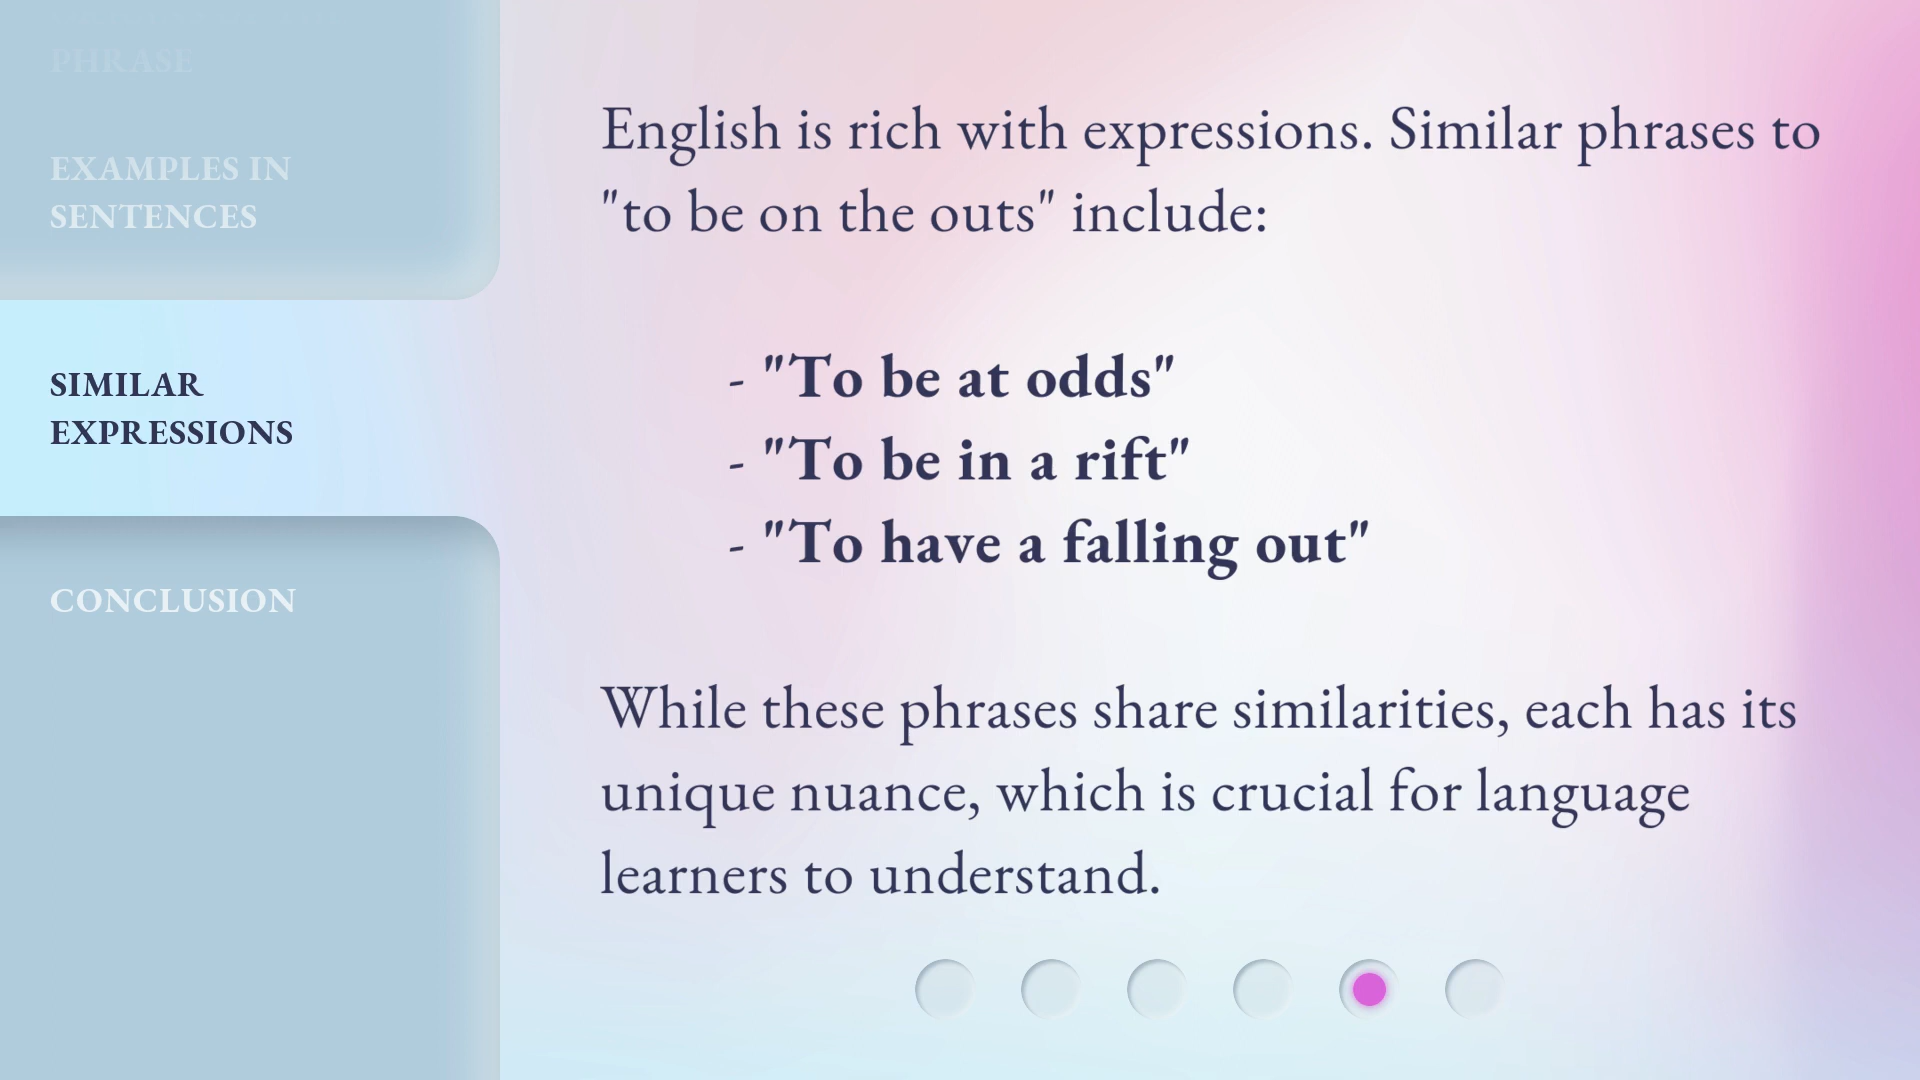 PHRASE
EXAMPLES IN
SENTENCES
SIMILAR
EXPRESSIONS
CONCLUSION
English is rich with expressions. Similar phrases to
"to be on the outs" include:
- "To be at odds"
- "To be in a rift"
- "To have a falling out"
While these phrases share similarities, each has its
unique nuance, which is crucial for language
learners to understand.